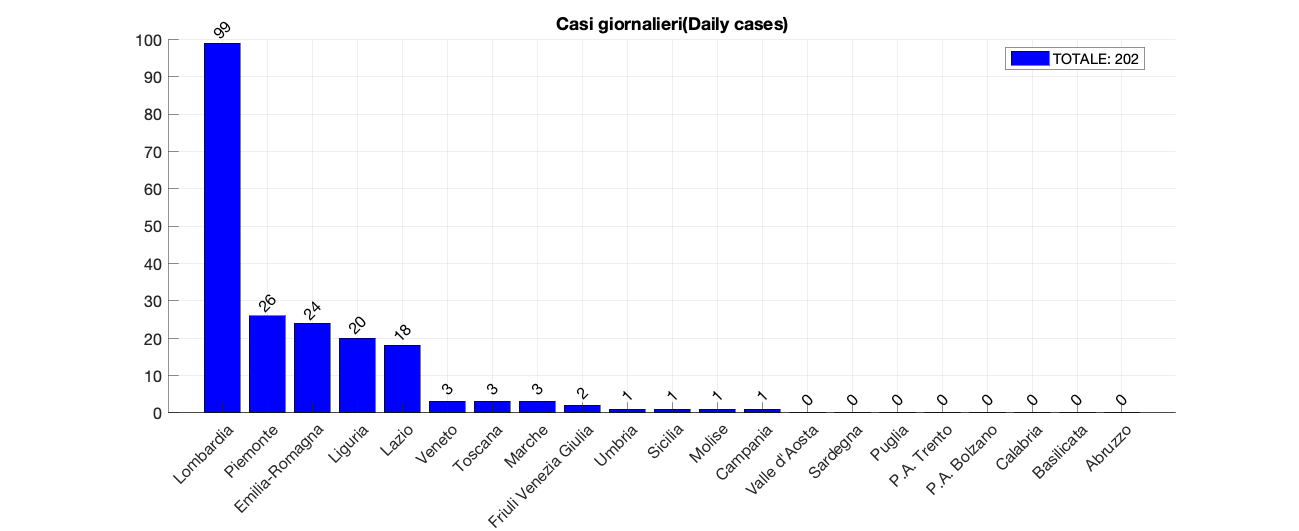 Casi giornalieri(Daily cases)
TOTALE: 202
100
90
80
70
60
50
40
30
20
10
0
99
26
24
20
18
3
3
3
2
1
1
1
1
0
0
0
0
0
0
0
0
Lombardia
Piemonte
Emilia-Romagna
Liguria
Lazio
Veneto
Toscana
Marche
Friuli Venezia Giulia
Umbria
Sicilia
Molise
Campania
Valle d'Aosta
Sardegna
Puglia
P.A. Trento
P.A. Bolzano
Calabria
Basilicata
Abruzzo